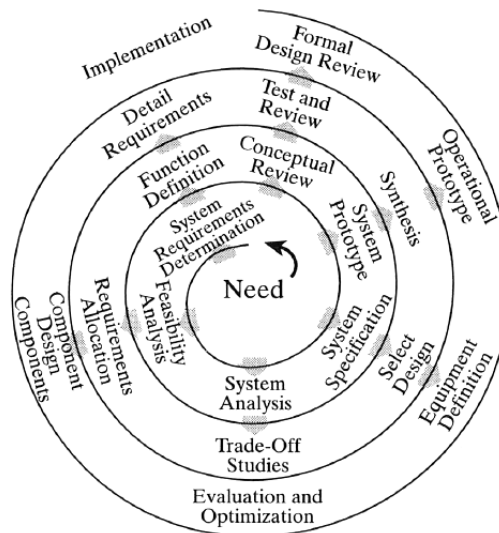 Need
System
Requirements
Determination
Feasibility
Analysis
System Analysis
System
Specification
System
Prototype
Conceptual
Review
Function
Definition
Requirements
Allocation
Trade-Off
Studies
Select
Design
Synthesis
Test and
Review
Detail
Requirements
Component
Design
Components
Evaluation and
Optimization
Equipment
Definition
Operational
Prototype
Formal
Design Review
Implementation